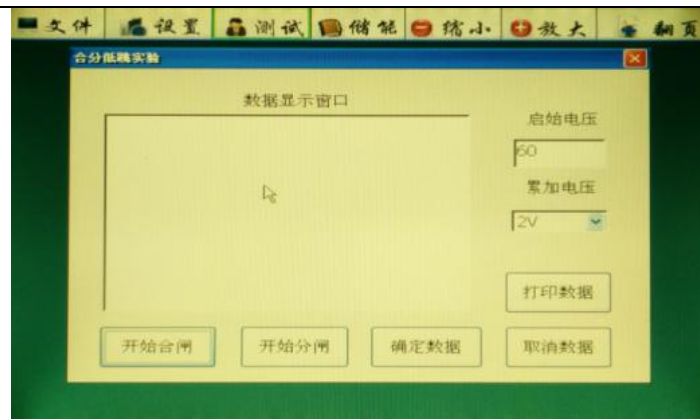 文件 设置 测试 储能 缩小 放大 翻页
合分低跳实验
数据显示窗口
启始电压
60
累加电压
2V
打印数据
开始合闸 开始分闸 确定数据 取消数据